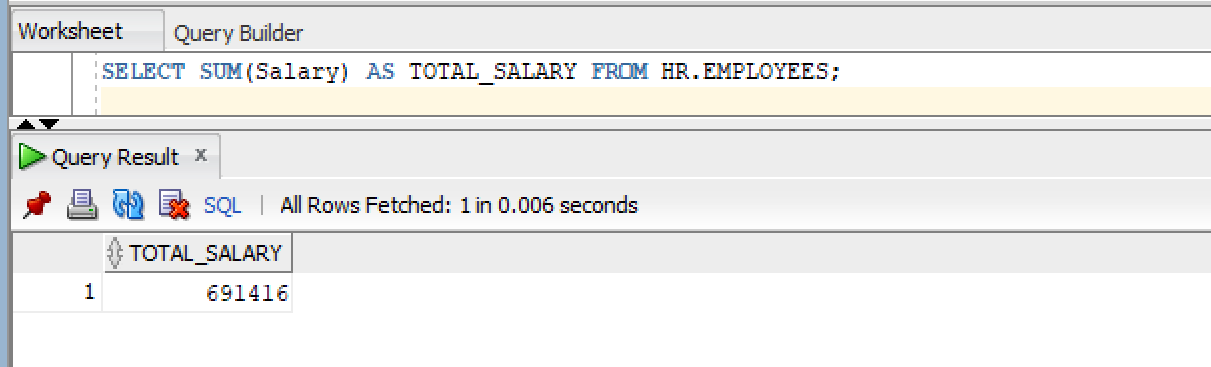 Worksheet Query Builder
SELECT SUM(Salary) AS TOTAL_SALARY FROM HR.EMPLOYEES;
Query Result x
SQL | All Rows Fetched: 1 in 0.006 seconds
TOTAL_SALARY
1 691416